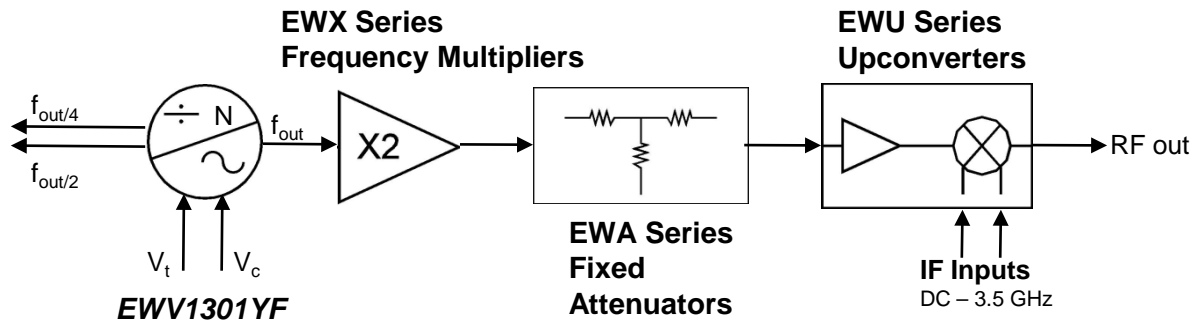 EWX Series
Frequency Multipliers
EWU Series
Upconverters
f_out/4
f_out/2
÷ N
f_out
X2
RF out
V_t
V_c
EWV1301YF
EWA Series
Fixed
Attenuators
IF Inputs
DC – 3.5 GHz